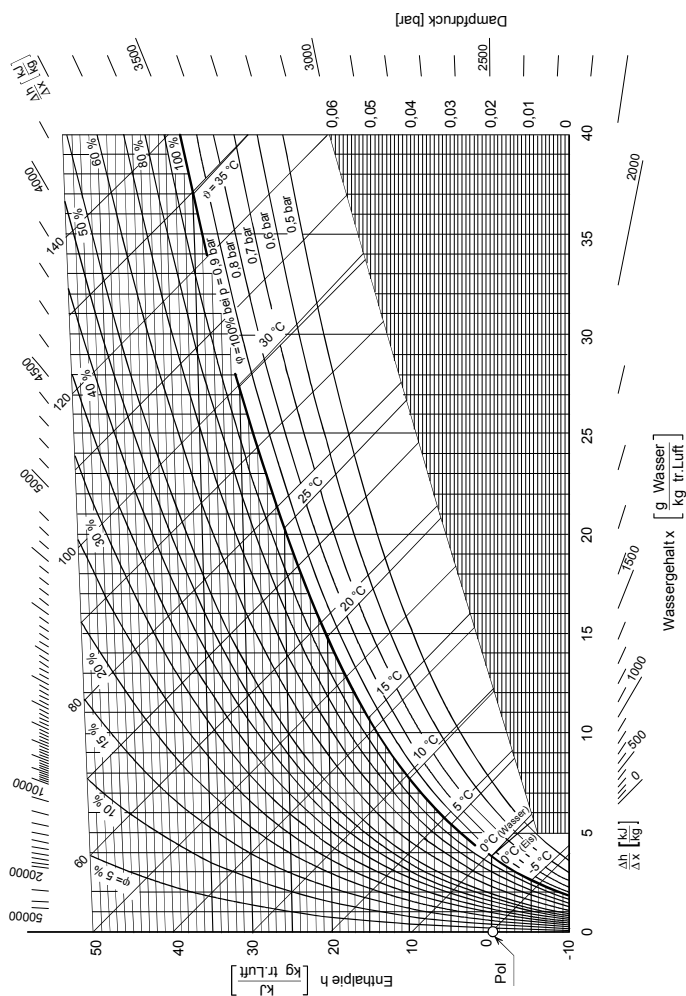 Dampfdruck [bar]
Δh/Δx [kJ/kg]
50000
20000
10000
5000
4500
4000
3500
3000
2500
2000
1500
1000
500
0
Δh/Δx [kJ/kg]
0,06
0,05
0,04
0,03
0,02
0,01
0
φ= 5 %
10 %
15 %
20 %
30 %
40 %
50 %
60 %
80 %
100 %
60
80
100
120
140
φ=100% bei p = 0,9 bar
0,8 bar
0,7 bar
0,6 bar
0,5 bar
ϑ = 35 °C
30 °C
25 °C
20 °C
15 °C
10 °C
5 °C
0°C (Wasser)
0°C (Eis)
-5 °C
50
40
30
20
10
0
-10
Enthalpie h [kJ/kg tr.Luft]
Pol
0
5
10
15
20
25
30
35
40
Wassergehalt x [g Wasser/kg tr.Luft]